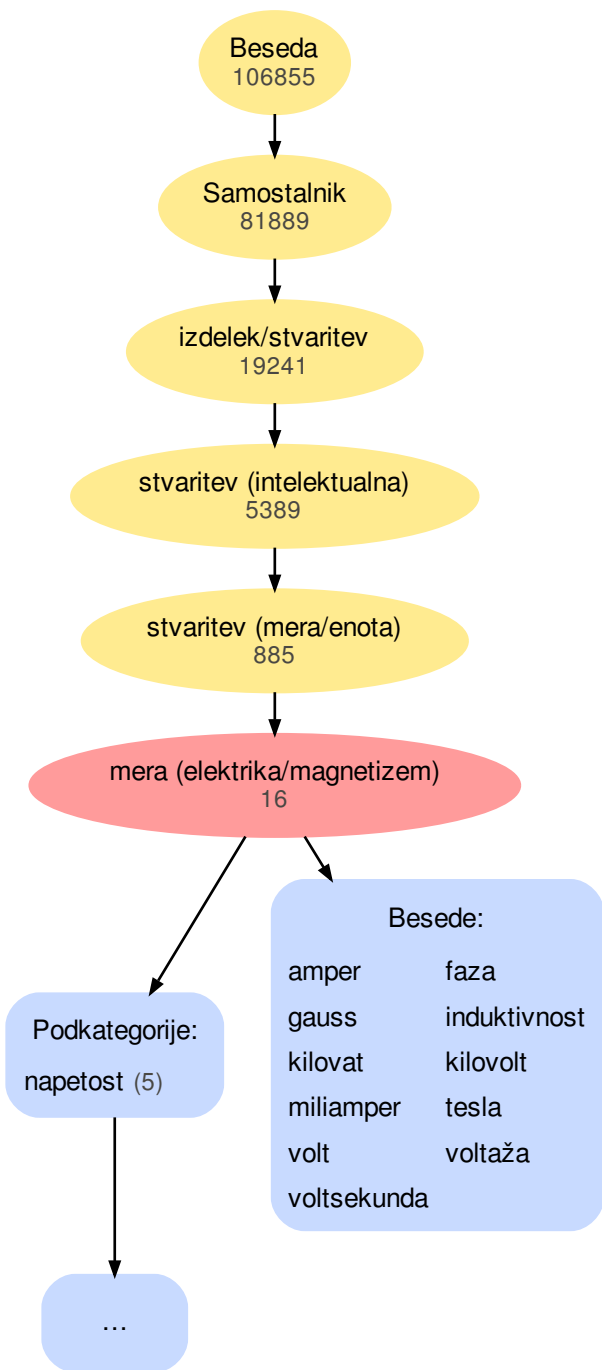 Beseda
106855
Samostalnik
81889
izdelek/stvaritev
19241
stvaritev (intelektualna)
5389
stvaritev (mera/enota)
885
mera (elektrika/magnetizem)
16
Besede:
amper faza
gauss induktivnost
kilovat kilovolt
miliamper tesla
volt voltaža
voltsekunda
Podkategorije:
napetost (5)
...